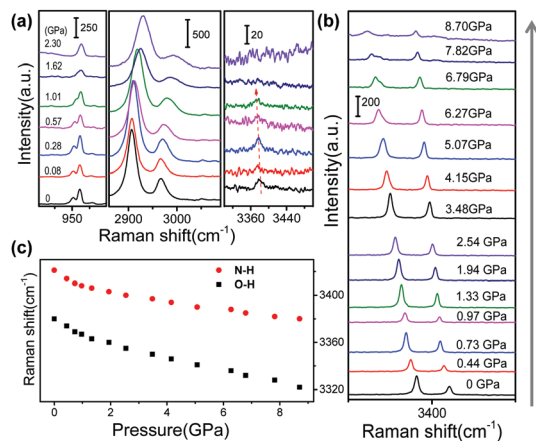 (a)
250
500
20
(GPa)
2.30
1.62
1.01
0.57
0.28
0.08
0
Intensity(a.u.)
950
2900
3000
3360
3440
Raman shift(cm⁻¹)
(b)
8.70GPa
7.82GPa
6.79GPa
200
6.27GPa
5.07GPa
4.15GPa
3.48GPa
2.54 GPa
1.94 GPa
1.33 GPa
0.97 GPa
0.73 GPa
0.44 GPa
0 GPa
Intensity(a.u.)
3400
Raman shift(cm⁻¹)
(c)
N-H
O-H
Raman shift(cm⁻¹)
3400
3360
3320
0
2
4
6
8
Pressure(GPa)